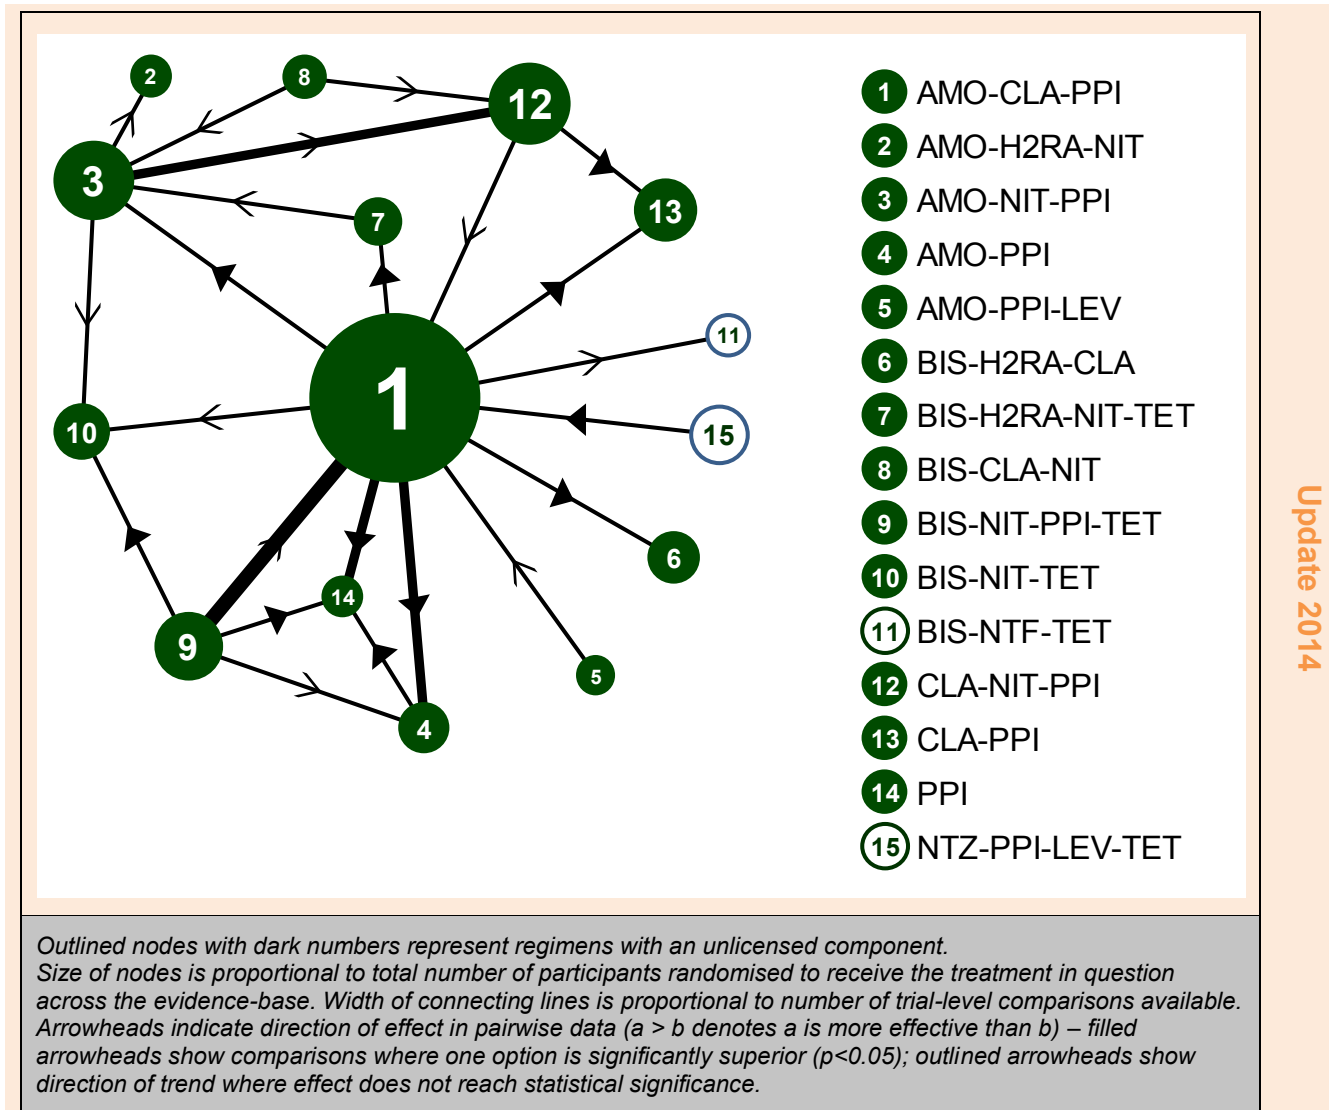 2
8
12
3
7
13
11
1
15
10
6
14
9
5
4
1 AMO-CLA-PPI
2 AMO-H2RA-NIT
3 AMO-NIT-PPI
4 AMO-PPI
5 AMO-PPI-LEV
6 BIS-H2RA-CLA
7 BIS-H2RA-NIT-TET
8 BIS-CLA-NIT
9 BIS-NIT-PPI-TET
10 BIS-NIT-TET
11 BIS-NTF-TET
12 CLA-NIT-PPI
13 CLA-PPI
14 PPI
15 NTZ-PPI-LEV-TET
Update 2014
Outlined nodes with dark numbers represent regimens with an unlicensed component.
Size of nodes is proportional to total number of participants randomised to receive the treatment in question
across the evidence-base. Width of connecting lines is proportional to number of trial-level comparisons available.
Arrowheads indicate direction of effect in pairwise data (a > b denotes a is more effective than b) – filled
arrowheads show comparisons where one option is significantly superior (p<0.05); outlined arrowheads show
direction of trend where effect does not reach statistical significance.